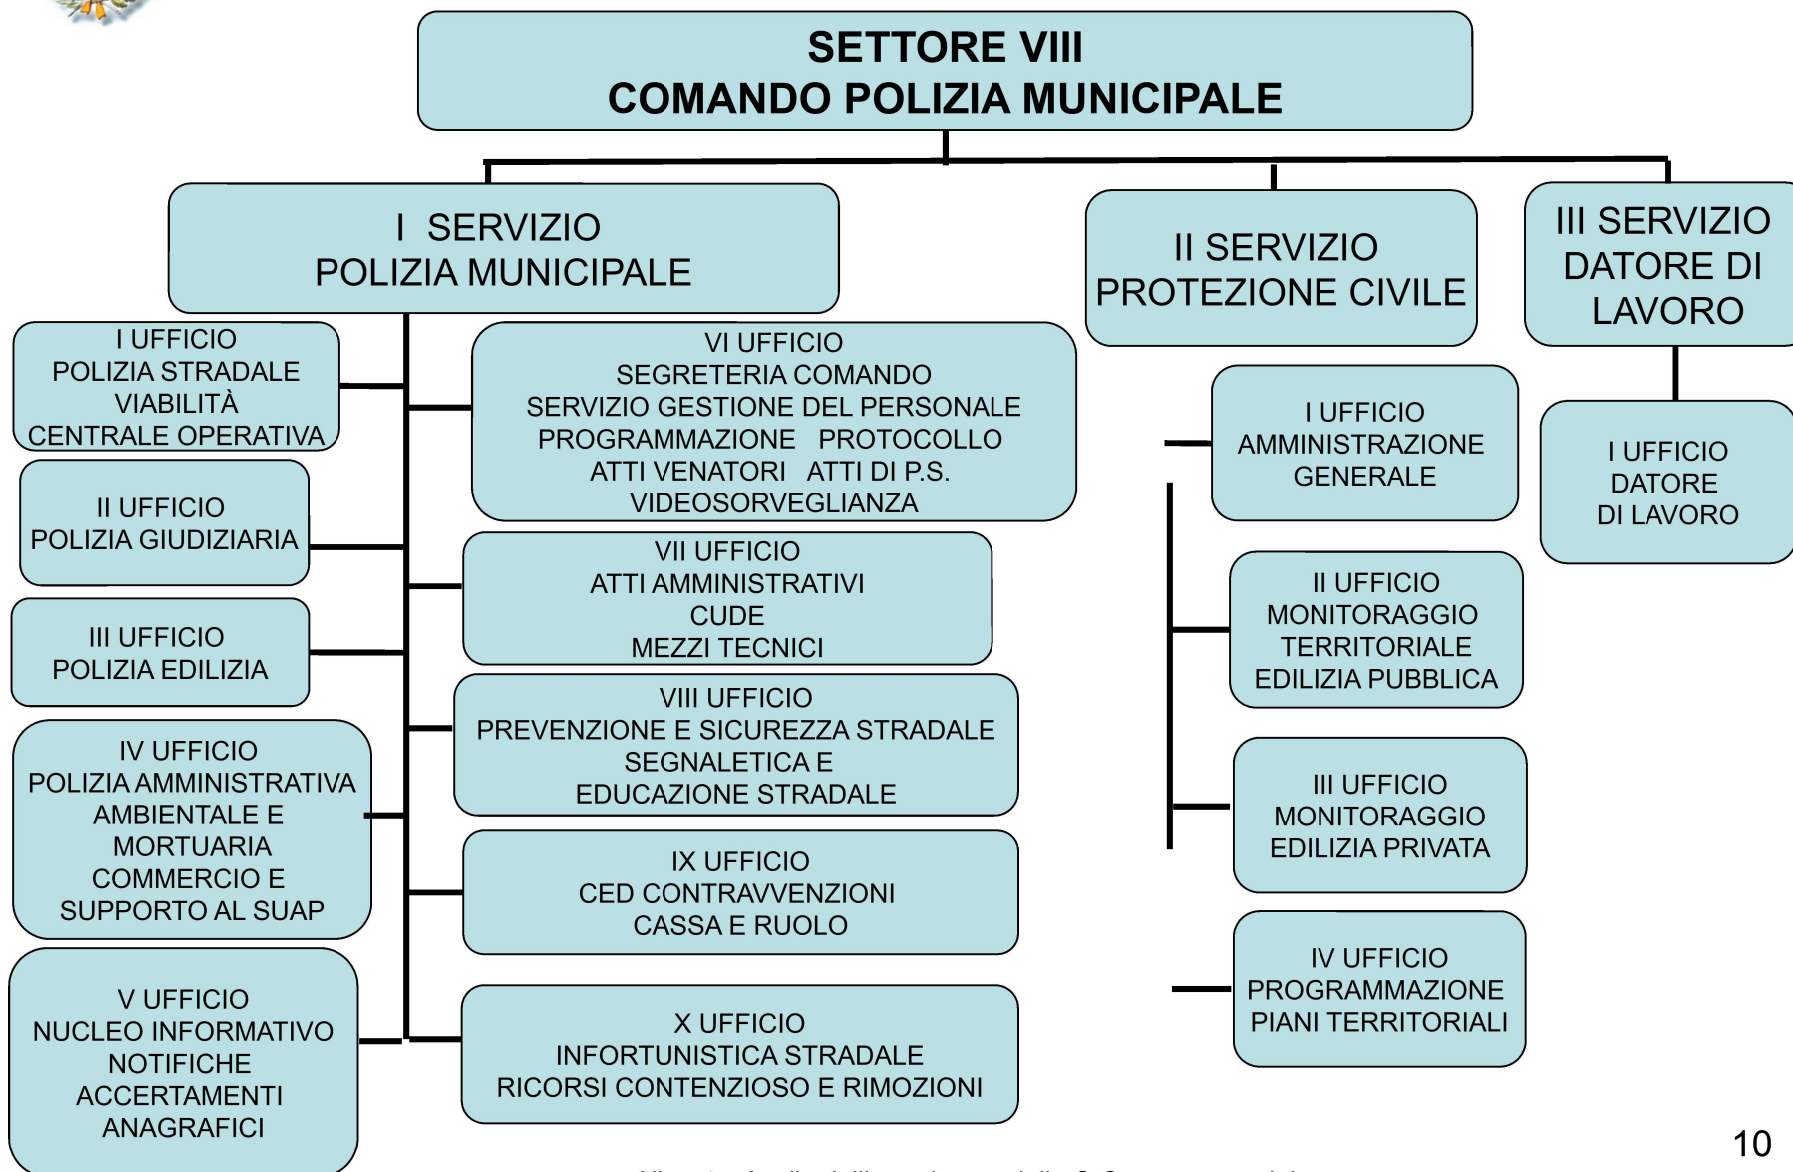 SETTORE VIII
COMANDO POLIZIA MUNICIPALE
I SERVIZIO
POLIZIA MUNICIPALE
I UFFICIO
POLIZIA STRADALE
VIABILITÀ
CENTRALE OPERATIVA
II UFFICIO
POLIZIA GIUDIZIARIA
III UFFICIO
POLIZIA EDILIZIA
IV UFFICIO
POLIZIA AMMINISTRATIVA
AMBIENTALE E
MORTUARIA
COMMERCIO E
SUPPORTO AL SUAP
V UFFICIO
NUCLEO INFORMATIVO
NOTIFICHE
ACCERTAMENTI
ANAGRAFICI
VI UFFICIO
SEGRETERIA COMANDO
SERVIZIO GESTIONE DEL PERSONALE
PROGRAMMAZIONE PROTOCOLLO
ATTI VENATORI ATTI DI P.S.
VIDEOSORVEGLIANZA
VII UFFICIO
ATTI AMMINISTRATIVI
CUDE
MEZZI TECNICI
VIII UFFICIO
PREVENZIONE E SICUREZZA STRADALE
SEGNALETICA E
EDUCAZIONE STRADALE
IX UFFICIO
CED CONTRAVVENZIONI
CASSA E RUOLO
X UFFICIO
INFORTUNISTICA STRADALE
RICORSI CONTENZIOSO E RIMOZIONI
II SERVIZIO
PROTEZIONE CIVILE
I UFFICIO
AMMINISTRAZIONE
GENERALE
II UFFICIO
MONITORAGGIO
TERRITORIALE
EDILIZIA PUBBLICA
III UFFICIO
MONITORAGGIO
EDILIZIA PRIVATA
IV UFFICIO
PROGRAMMAZIONE
PIANI TERRITORIALI
III SERVIZIO
DATORE DI
LAVORO
I UFFICIO
DATORE
DI LAVORO
10